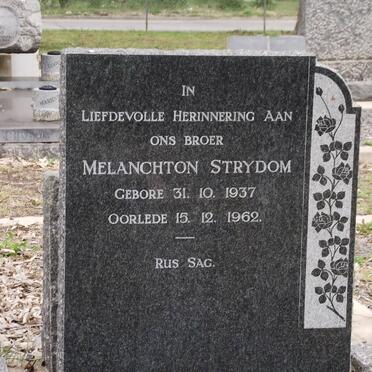 IN
LIEFDEVOLLE HERINNERING AAN
ONS BROER
MELANCHTON STRYDOM
GEBORE 31. 10. 1937
OORLEDE 15. 12. 1962.
RUS SAG.